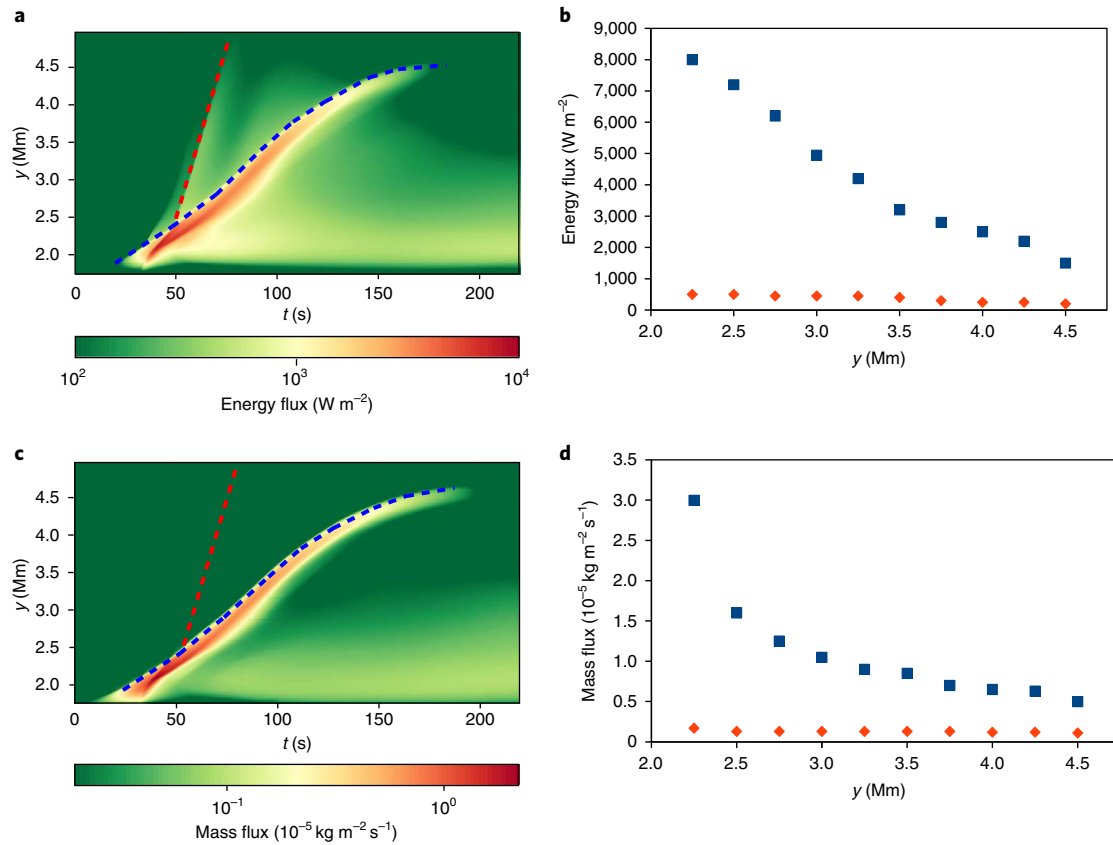 a
4.5
4.0
3.5
3.0
2.5
2.0
y (Mm)
0 50 100 150 200
t (s)
10² 10³ 10⁴
Energy flux (W m⁻²)
b
9,000
8,000
7,000
6,000
5,000
4,000
3,000
2,000
1,000
0
Energy flux (W m⁻²)
2.0 2.5 3.0 3.5 4.0 4.5
y (Mm)
c
4.5
4.0
3.5
3.0
2.5
2.0
y (Mm)
0 50 100 150 200
t (s)
10⁻¹ 10⁰
Mass flux (10⁻⁵ kg m⁻² s⁻¹)
d
3.5
3.0
2.5
2.0
1.5
1.0
0.5
0
Mass flux (10⁻⁵ kg m⁻² s⁻¹)
2.0 2.5 3.0 3.5 4.0 4.5
y (Mm)